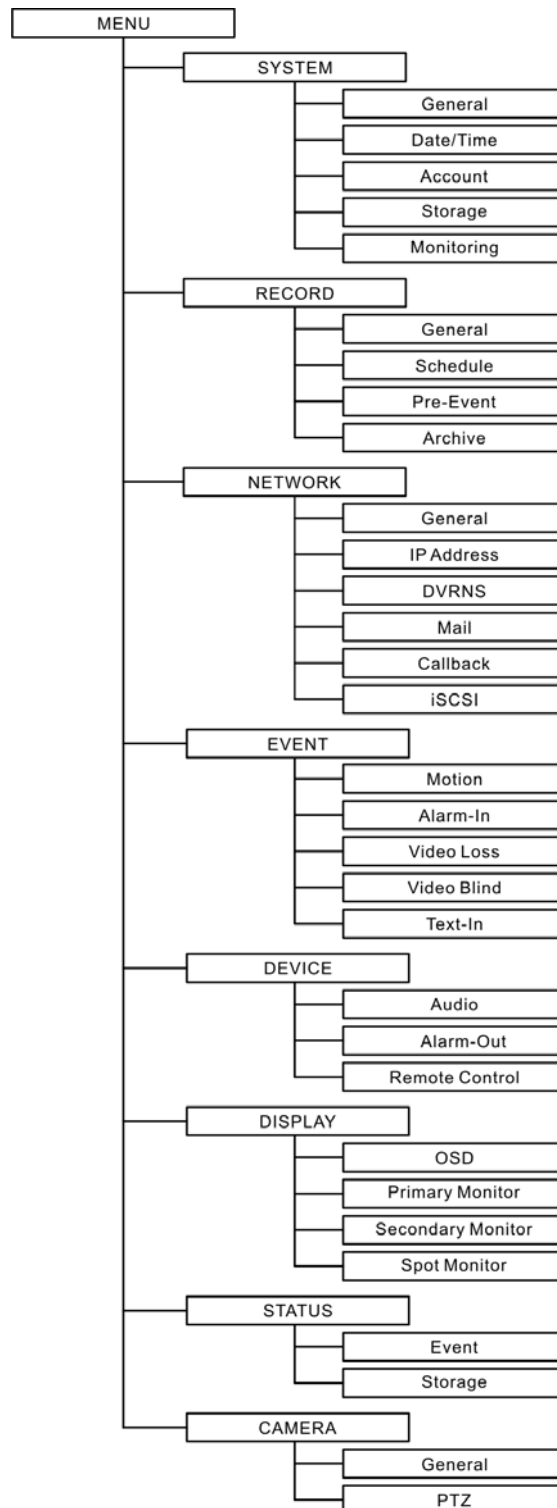 MENU
SYSTEM
General
Date/Time
Account
Storage
Monitoring
RECORD
General
Schedule
Pre-Event
Archive
NETWORK
General
IP Address
DVRNS
Mail
Callback
iSCSI
EVENT
Motion
Alarm-In
Video Loss
Video Blind
Text-In
DEVICE
Audio
Alarm-Out
Remote Control
DISPLAY
OSD
Primary Monitor
Secondary Monitor
Spot Monitor
STATUS
Event
Storage
CAMERA
General
PTZ